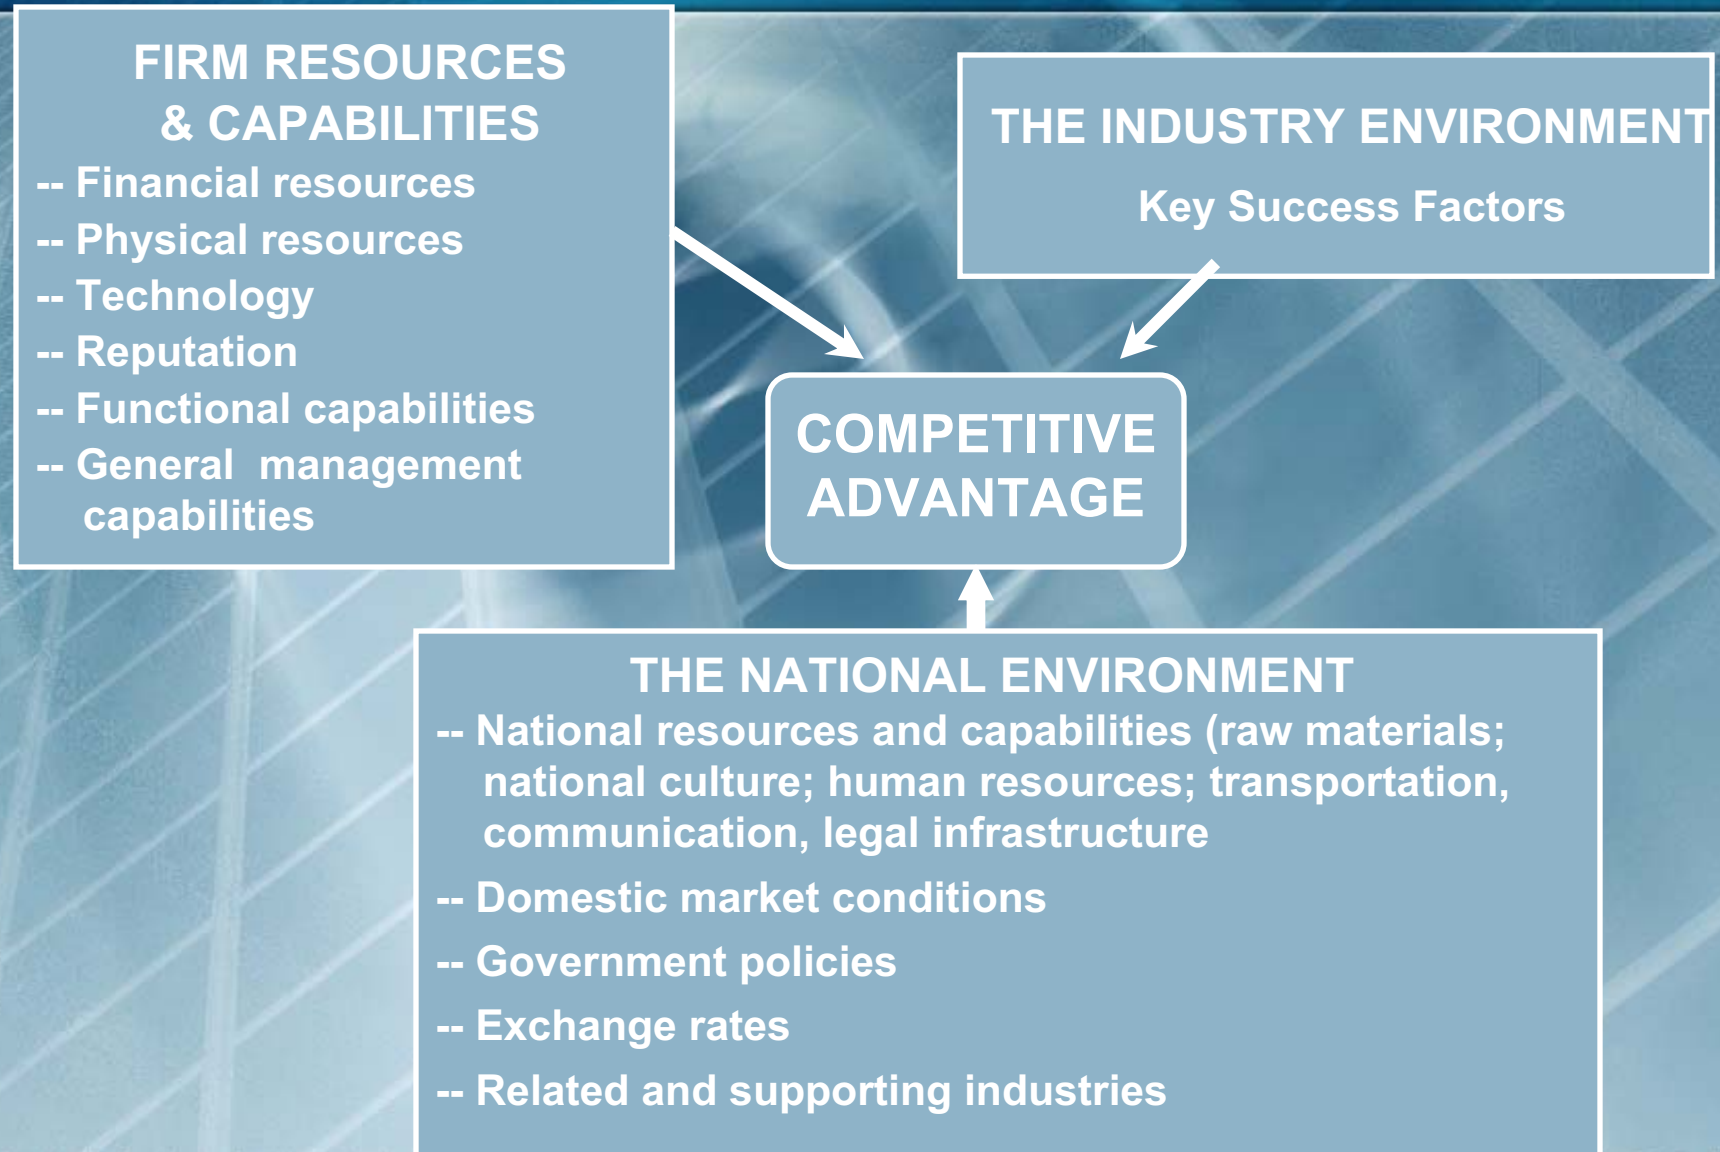 FIRM RESOURCES
& CAPABILITIES
-- Financial resources
-- Physical resources
-- Technology
-- Reputation
-- Functional capabilities
-- General  management
capabilities
THE INDUSTRY ENVIRONMENT
Key Success Factors
COMPETITIVE
ADVANTAGE
THE NATIONAL ENVIRONMENT
-- National resources and capabilities (raw materials;
national culture; human resources; transportation,
communication, legal infrastructure
-- Domestic market conditions
-- Government policies
-- Exchange rates
-- Related and supporting industries